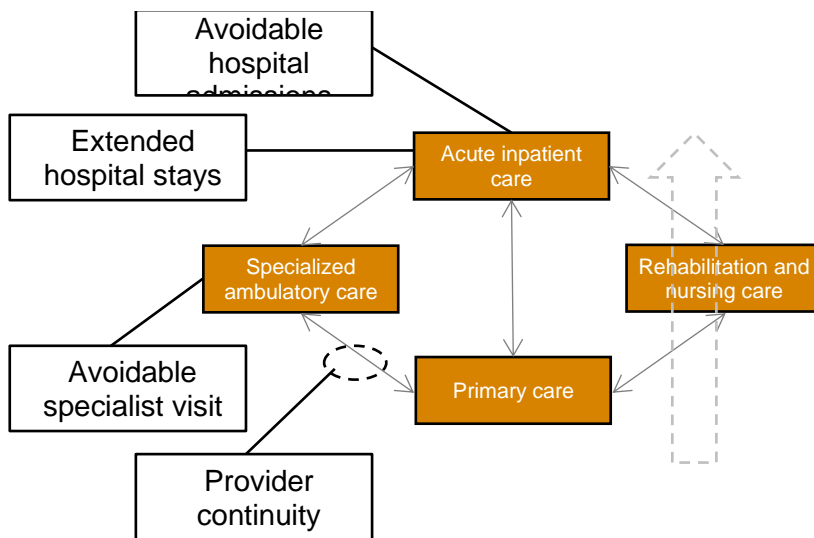 Avoidable
hospital
admissions
Extended
hospital stays
Acute inpatient
care
Specialized
ambulatory care
Rehabilitation and
nursing care
Avoidable
specialist visit
Primary care
Provider
continuity